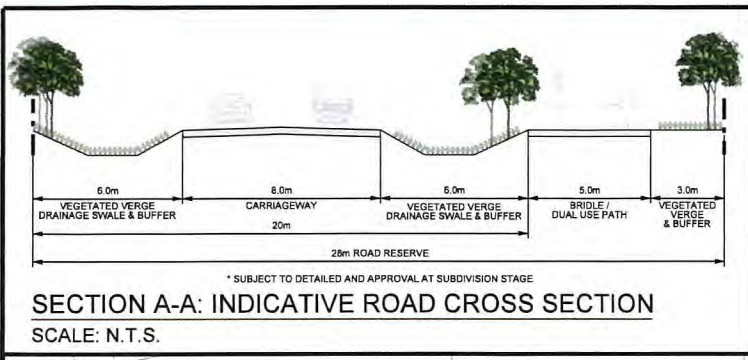 6.0m 8.0m 6.0m 5.0m 3.0m
VEGETATED VERGE CARRIAGEWAY VEGETATED VERGE BRIDLE / VEGETATED
DRAINAGE SWALE & BUFFER DRAINAGE SWALE & BUFFER DUAL USE PATH VERGE
& BUFFER
20m
28m ROAD RESERVE
* SUBJECT TO DETAILED AND APPROVAL AT SUBDIVISION STAGE
SECTION A-A: INDICATIVE ROAD CROSS SECTION
SCALE: N.T.S.